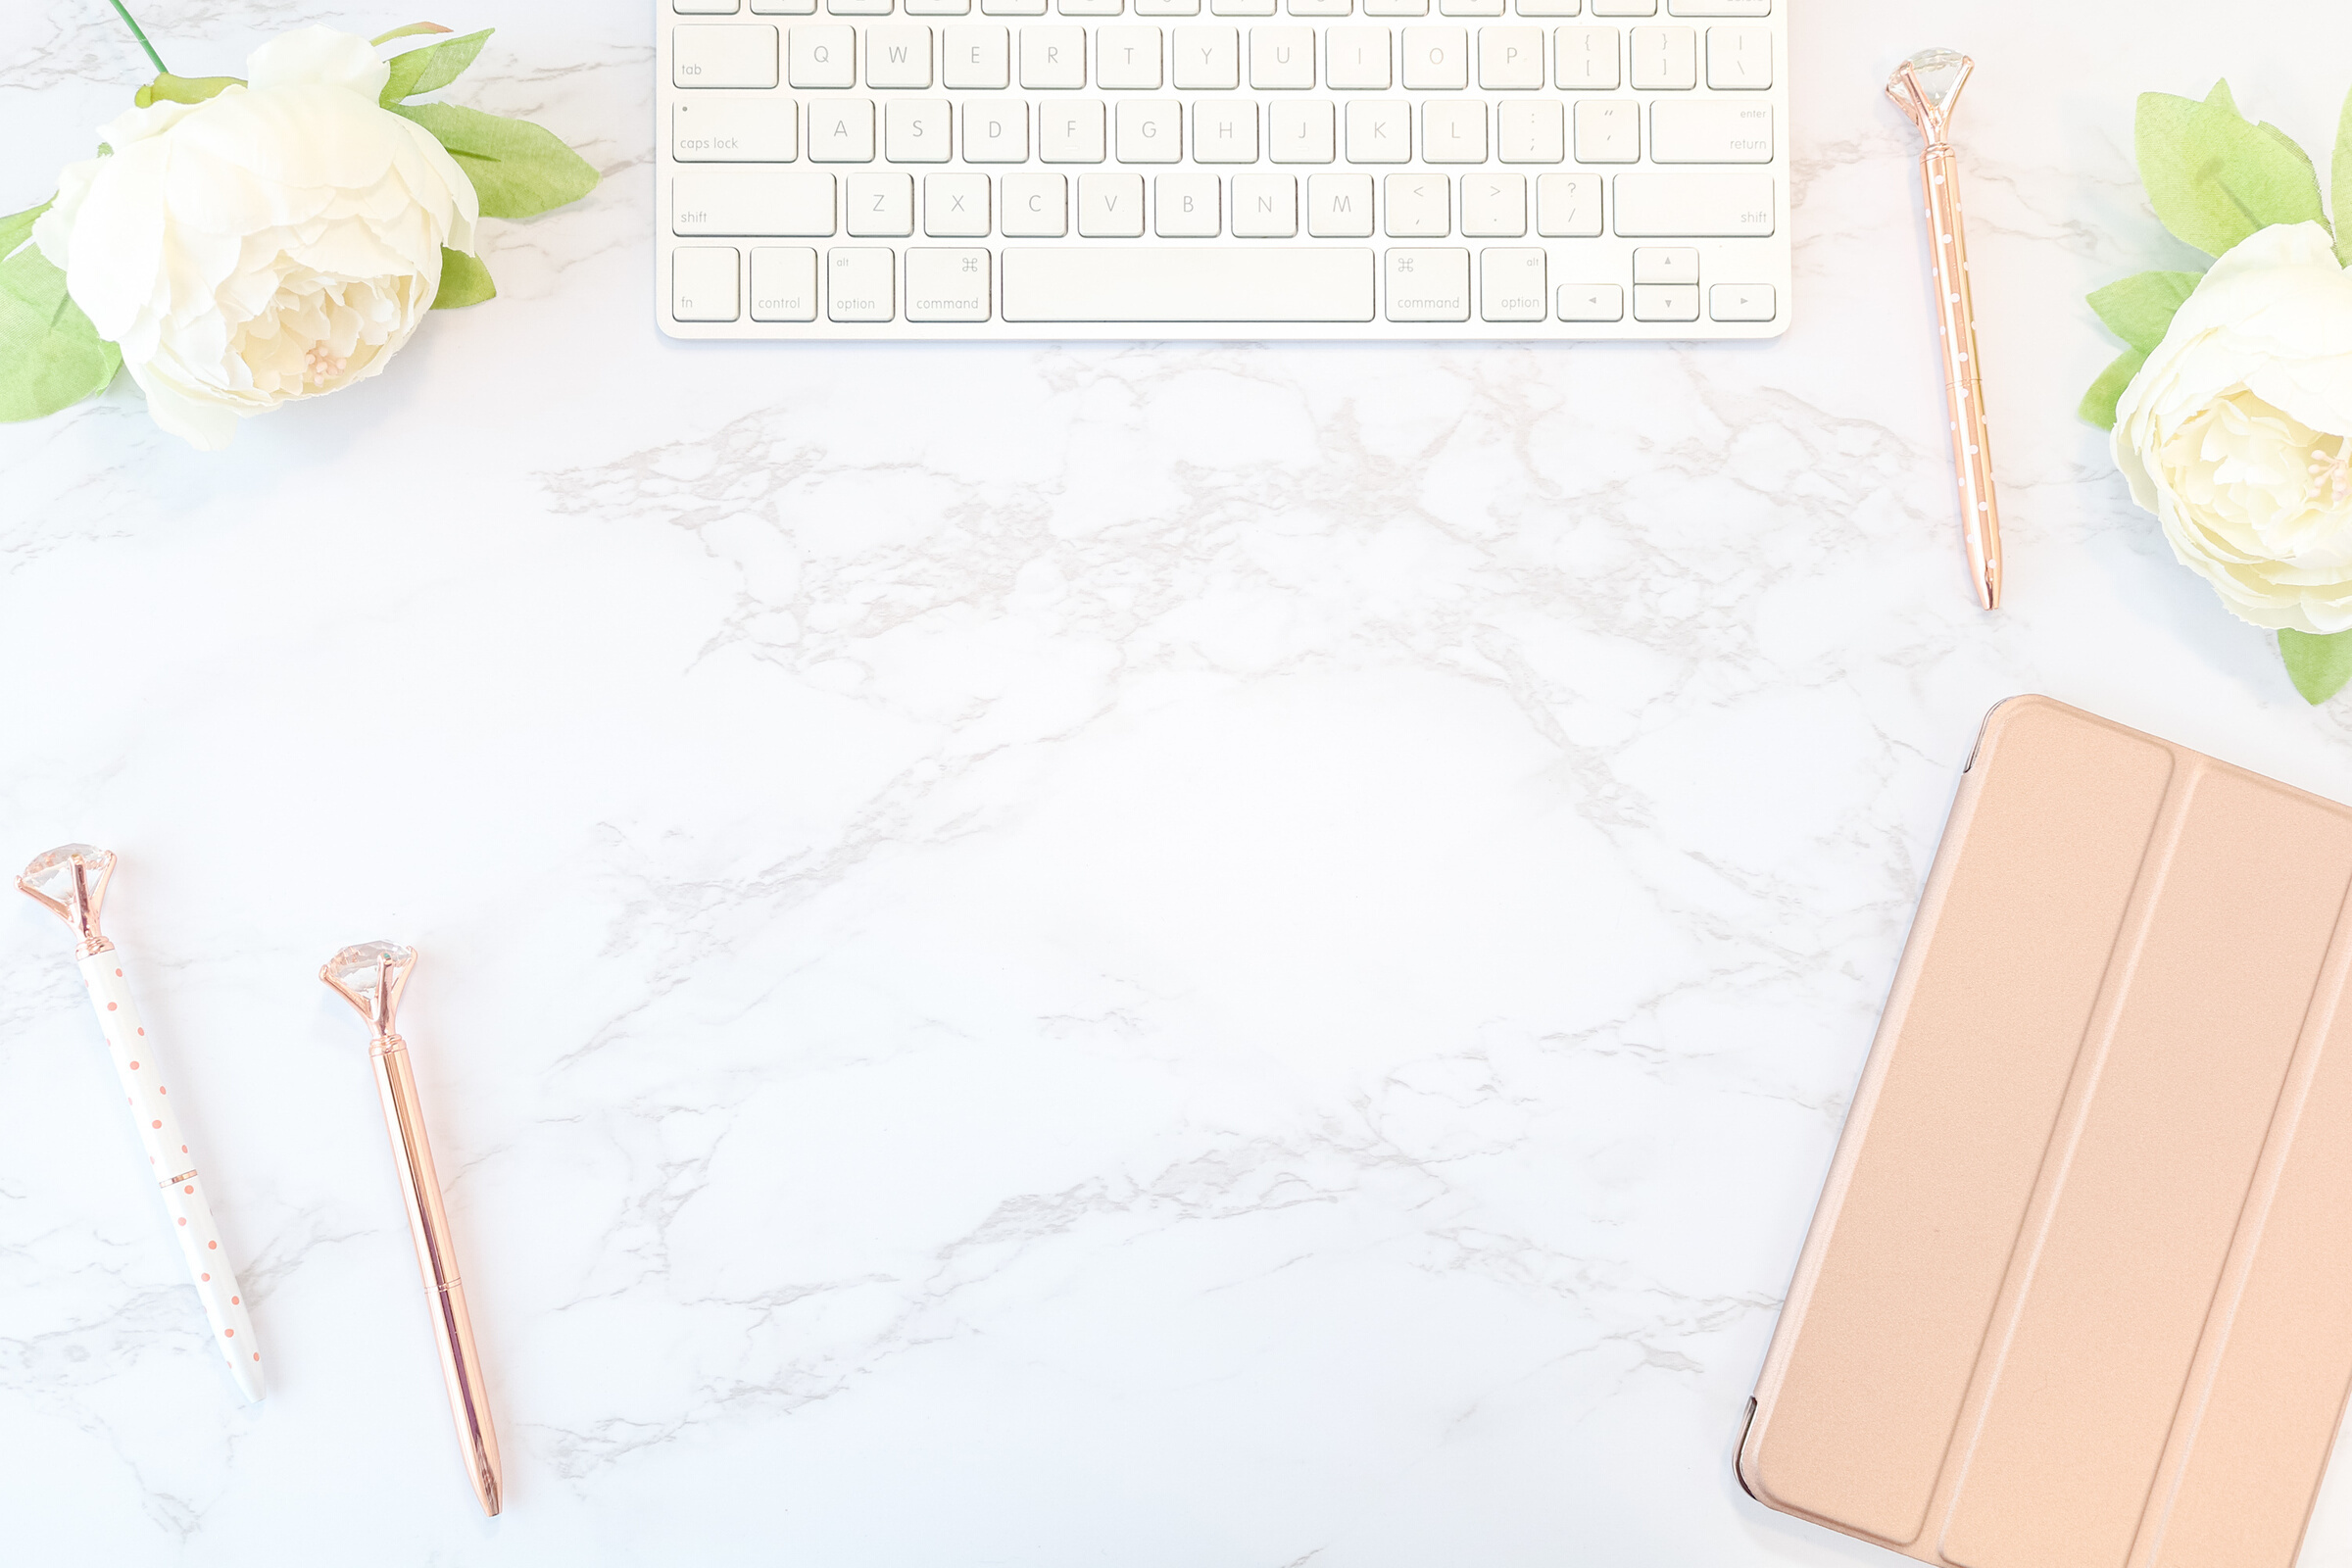 tab Q W E R T Y U I O P { [ } ] | \
caps lock A S D F G H J K L : ; " ' enter return
shift Z X C V B N M < , > . ? / shift
fn control alt option ⌘ command ⌘ command alt option ◄ ▲ ▼ ►